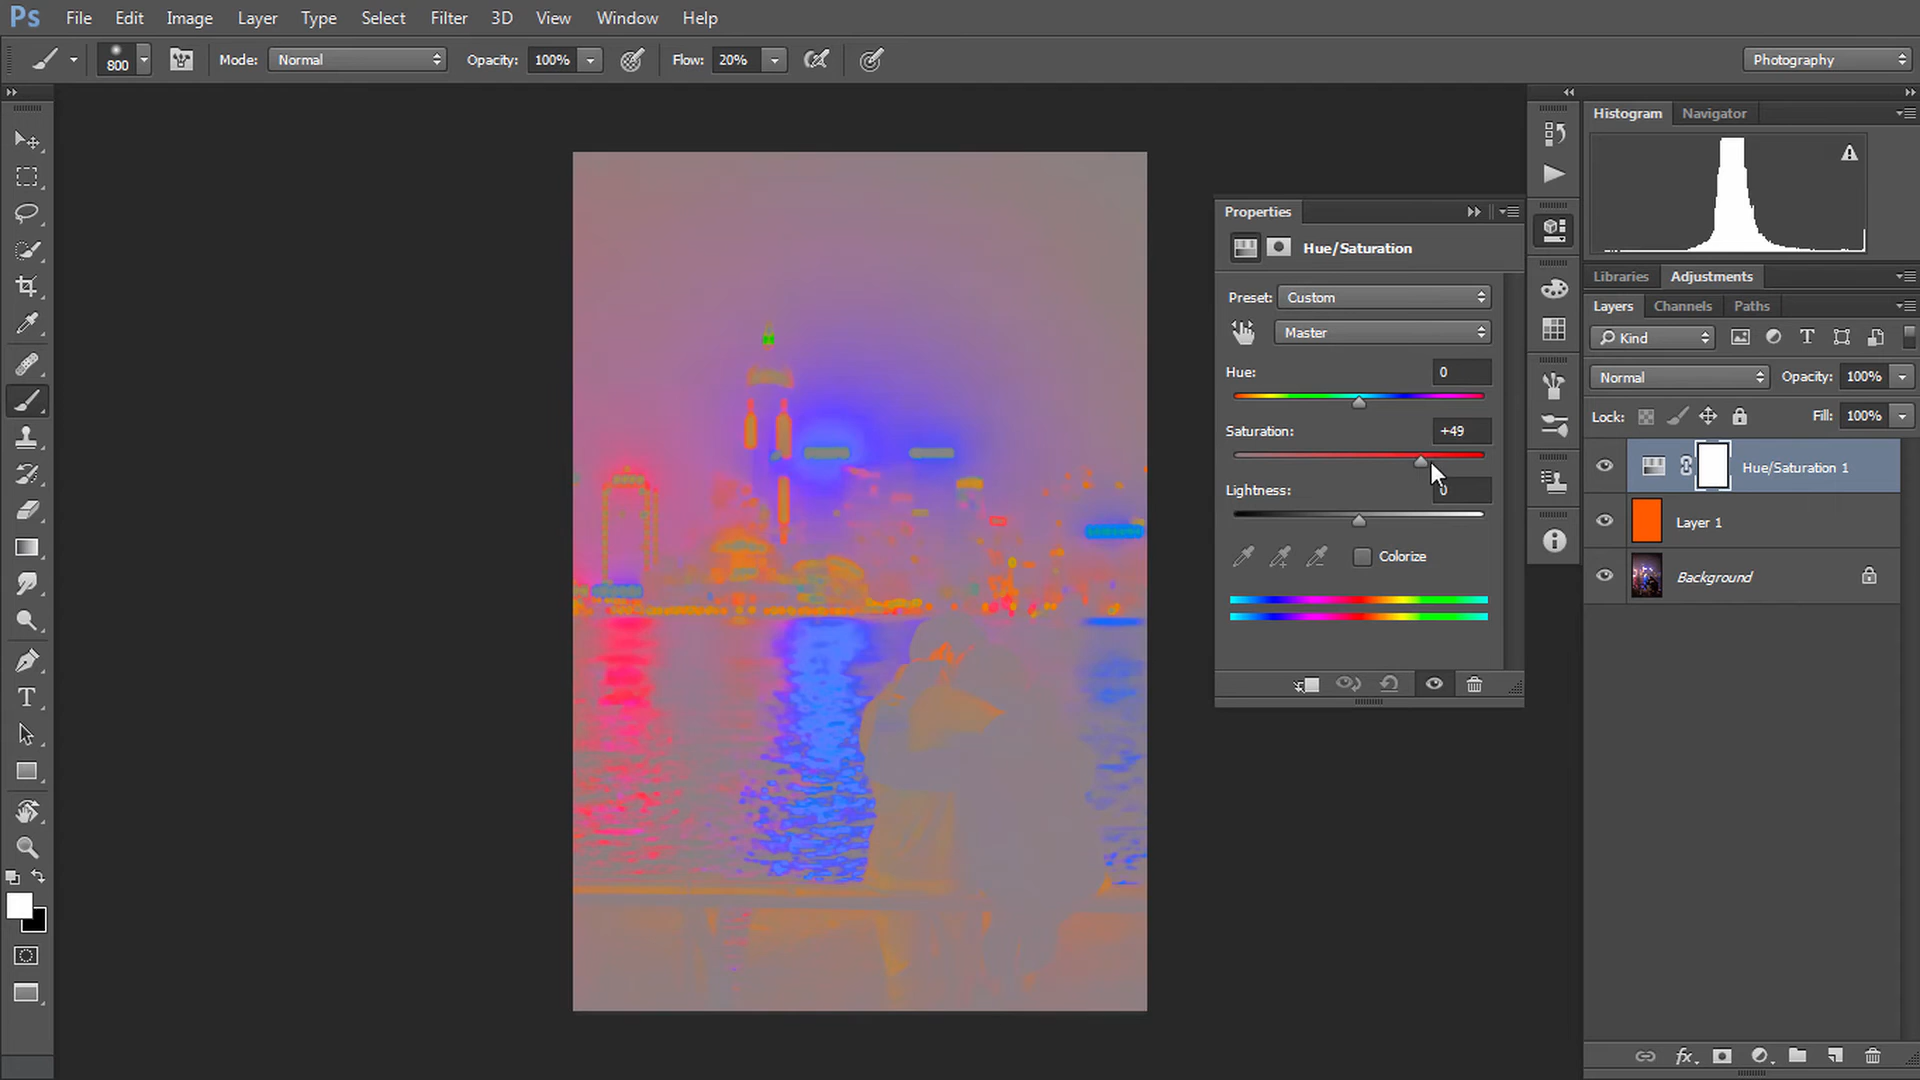 Ps File Edit Image Layer Type Select Filter 3D View Window Help
800 Mode: Normal Opacity: 100% Flow: 20% Photography
Histogram Navigator
Properties
Hue/Saturation
Preset: Custom
Master
Hue: 0
Saturation: +49
Lightness: 0
Colorize
Libraries Adjustments
Layers Channels Paths
Kind T
Normal Opacity: 100%
Lock: Fill: 100%
Hue/Saturation 1
Layer 1
Background
T
fx